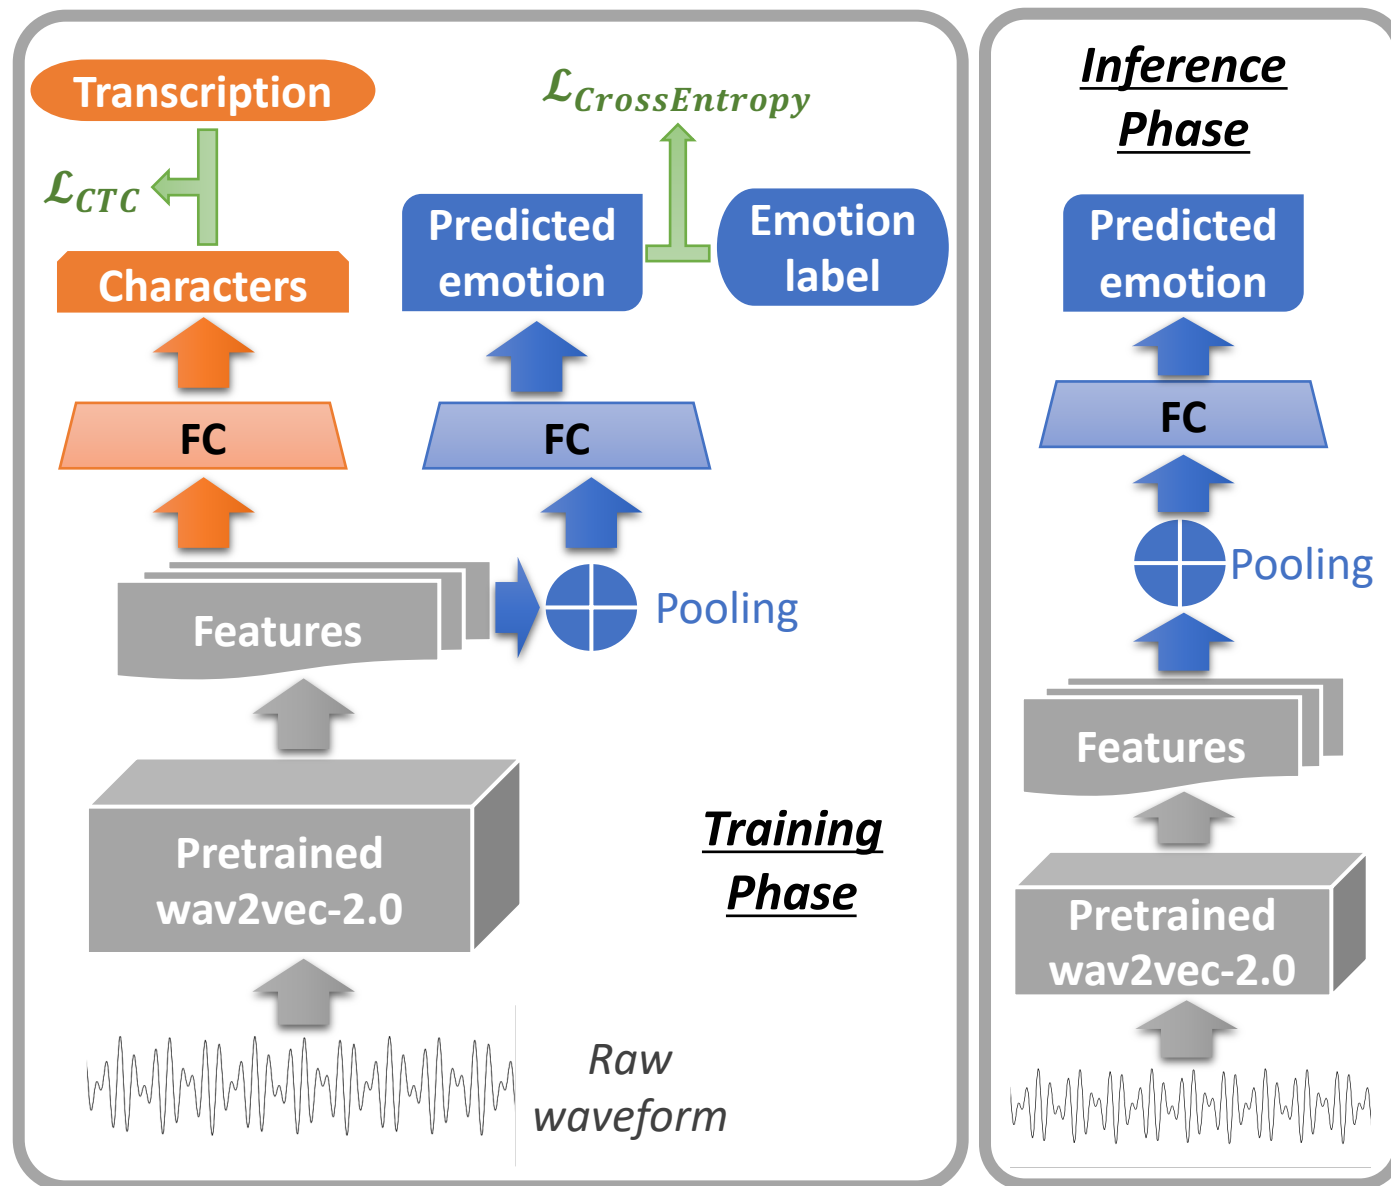 Transcription
ℒCTC
Characters
FC
ℒCrossEntropy
Predicted
emotion
Emotion
label
FC
Features
Pooling
Pretrained
wav2vec-2.0
Training
Phase
Raw
waveform
Inference
Phase
Predicted
emotion
FC
Pooling
Features
Pretrained
wav2vec-2.0